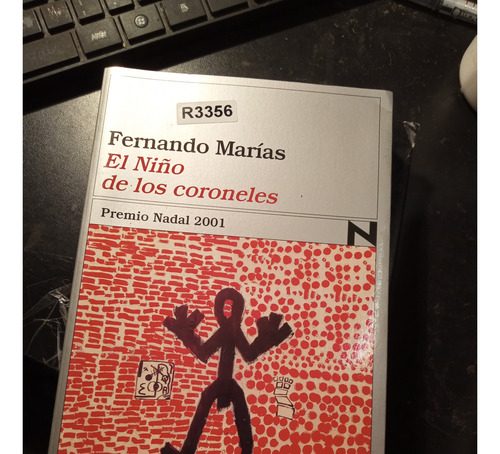 R3356
Fernando Marías
El Niño
de los coroneles
Premio Nadal 2001
N